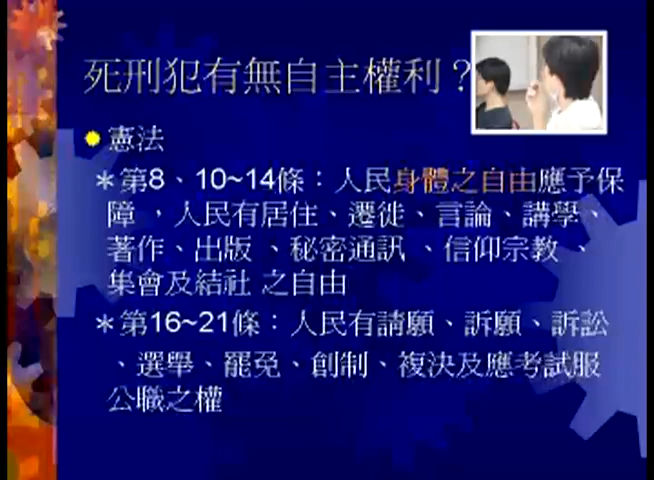 死刑犯有無自主權利？
憲法
＊第8、10~14條：人民身體之自由應予保
障 ，人民有居住、遷徙、言論、講學、
著作、出版 、秘密通訊 、信仰宗教 、
集會及結社 之自由
＊第16~21條：人民有請願、訴願、訴訟
、選舉、罷免、創制、複決及應考試服
公職之權